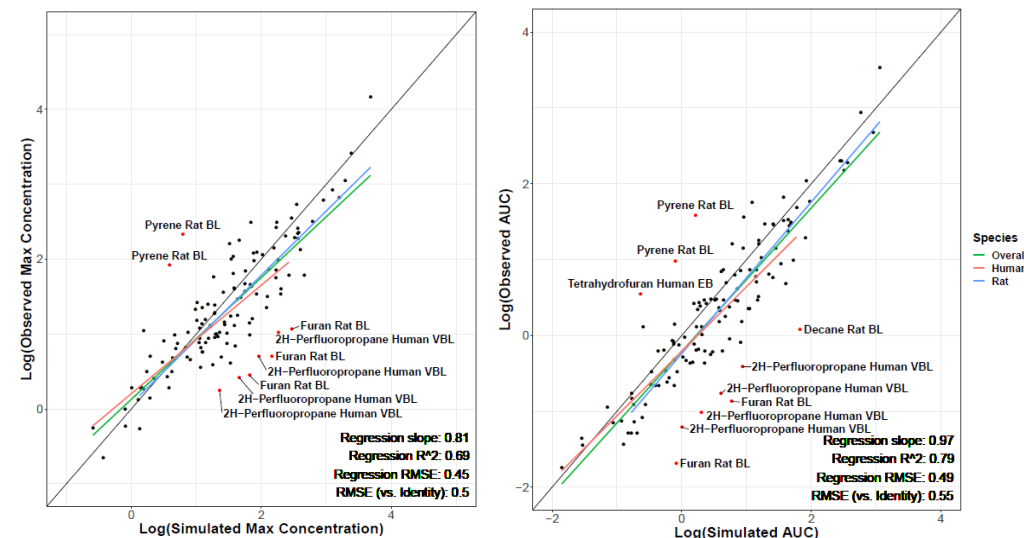 Log(Observed Max Concentration)
4
2
0
Pyrene Rat BL
Pyrene Rat BL
Furan Rat BL
2H−Perfluoropropane Human VBL
Furan Rat BL
2H−Perfluoropropane Human VBL
Furan Rat BL
2H−Perfluoropropane Human VBL
2H−Perfluoropropane Human VBL
Regression slope: 0.81
Regression R^2: 0.69
Regression RMSE: 0.45
RMSE (vs. Identity): 0.5
0 2 4
Log(Simulated Max Concentration)
Log(Observed AUC)
4
2
0
−2
Pyrene Rat BL
Pyrene Rat BL
Tetrahydrofuran Human EB
Decane Rat BL
2H−Perfluoropropane Human VBL
2H−Perfluoropropane Human VBL
Furan Rat BL
2H−Perfluoropropane Human VBL
2H−Perfluoropropane Human VBL
Furan Rat BL
Regression slope: 0.97
Regression R^2: 0.79
Regression RMSE: 0.49
RMSE (vs. Identity): 0.55
−2 0 2 4
Log(Simulated AUC)
Species
Overal
Human
Rat